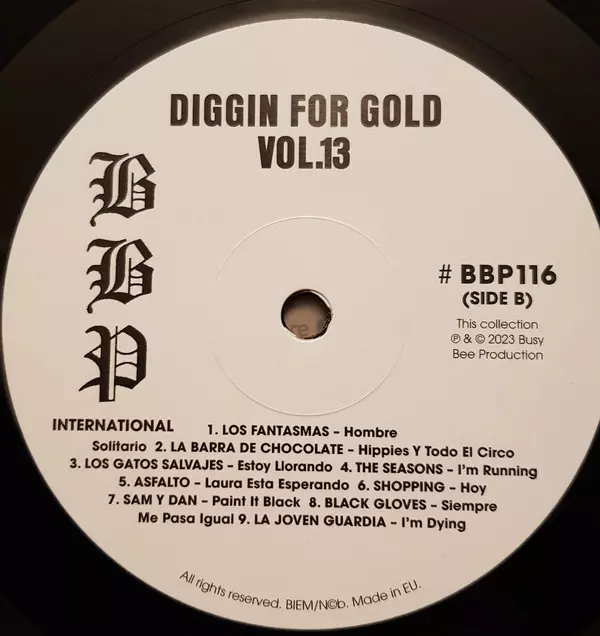 DIGGIN FOR GOLD
VOL.13
B
B
P
# BBP116
(SIDE B)
This collection
℗ & © 2023 Busy
Bee Production
INTERNATIONAL 1. LOS FANTASMAS – Hombre
Solitario 2. LA BARRA DE CHOCOLATE – Hippies Y Todo El Circo
3. LOS GATOS SALVAJES – Estoy Llorando 4. THE SEASONS – I'm Running
5. ASFALTO – Laura Esta Esperando 6. SHOPPING – Hoy
7. SAM Y DAN – Paint It Black 8. BLACK GLOVES – Siempre
Me Pasa Igual 9. LA JOVEN GUARDIA – I'm Dying
All rights reserved. BIEM/N©b. Made in EU.